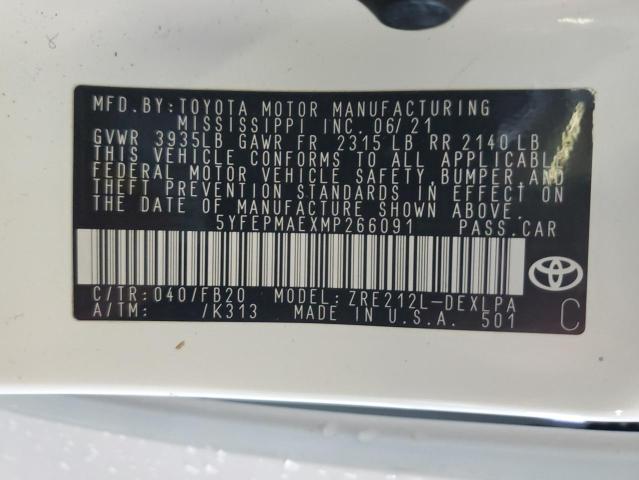 MFD. BY: TOYOTA MOTOR MANUFACTURING
MISSISSIPPI INC. 06/21
GVWR 3935LB GAWR FR 2315 LB RR 2140 LB
THIS VEHICLE CONFORMS TO ALL APPLICABLE
FEDERAL MOTOR VEHICLE SAFETY, BUMPER, AND
THEFT PREVENTION STANDARDS IN EFFECT ON
THE DATE OF MANUFACTURE SHOWN ABOVE.
5YFEPMAEXMP266091 PASS.CAR
C/TR: 040/FB20 MODEL: ZRE212L-DEXLPA
A/TM: /K313 MADE IN U.S.A. 501
C